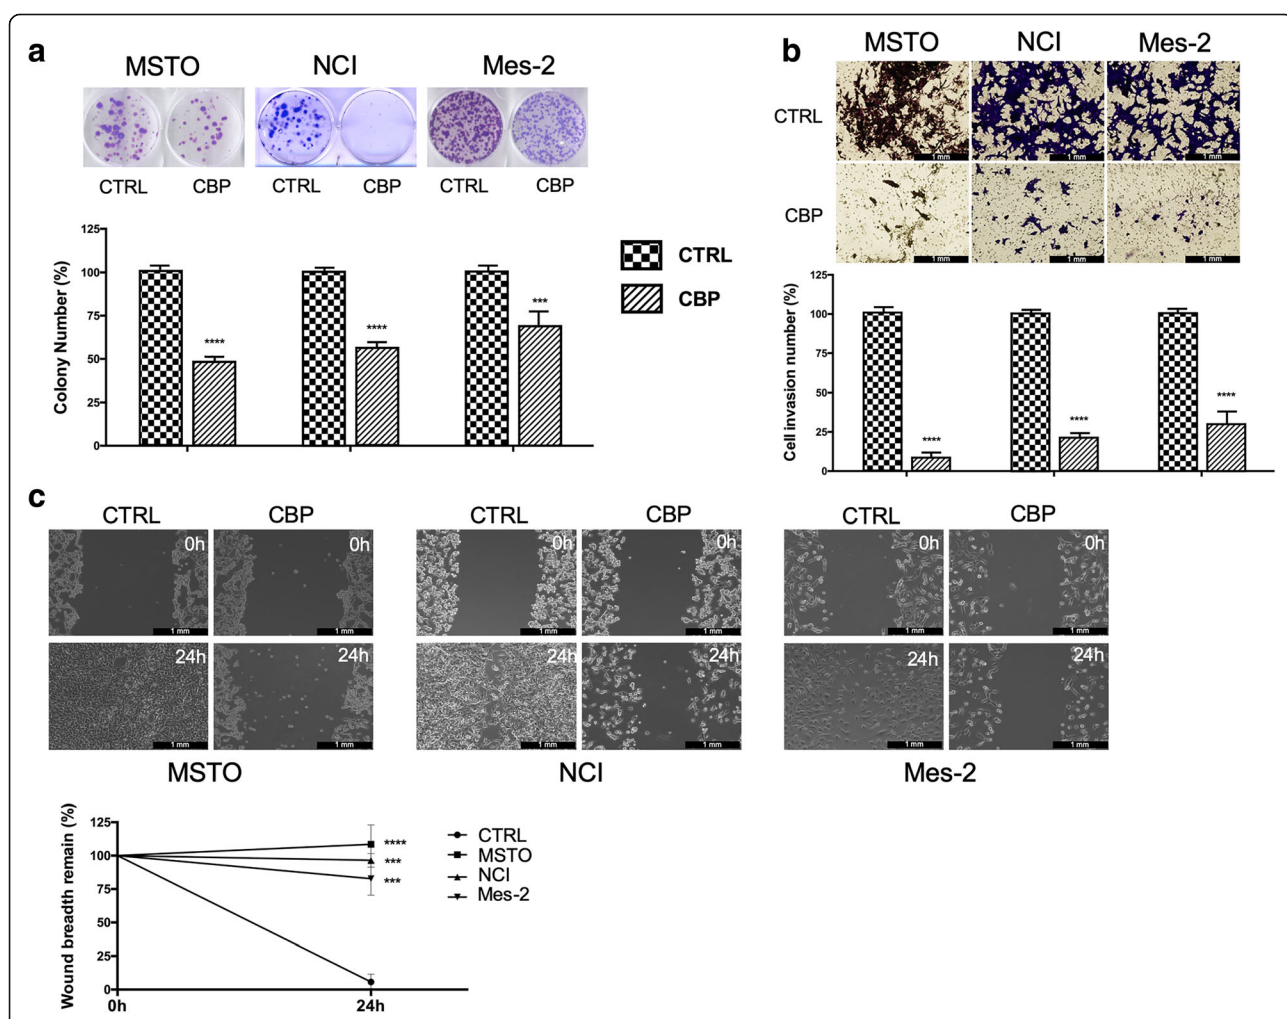 a
MSTO NCI Mes-2
CTRL CBP CTRL CBP CTRL CBP
Colony Number (%)
125
100
75
50
25
0
****
****
***
CTRL
CBP
b
MSTO NCI Mes-2
CTRL
1 mm 1 mm 1 mm
CBP
1 mm 1 mm 1 mm
Cell invasion number (%)
125
100
75
50
25
0
****
****
****
c
CTRL CBP CTRL CBP CTRL CBP
0h 0h 0h 0h 0h 0h
1 mm 1 mm 1 mm 1 mm 1 mm 1 mm
24h 24h 24h 24h 24h 24h
1 mm 1 mm 1 mm 1 mm 1 mm 1 mm
MSTO NCI Mes-2
Wound breadth remain (%)
125
100
75
50
25
0
0h 24h
****
***
***
CTRL
MSTO
NCI
Mes-2